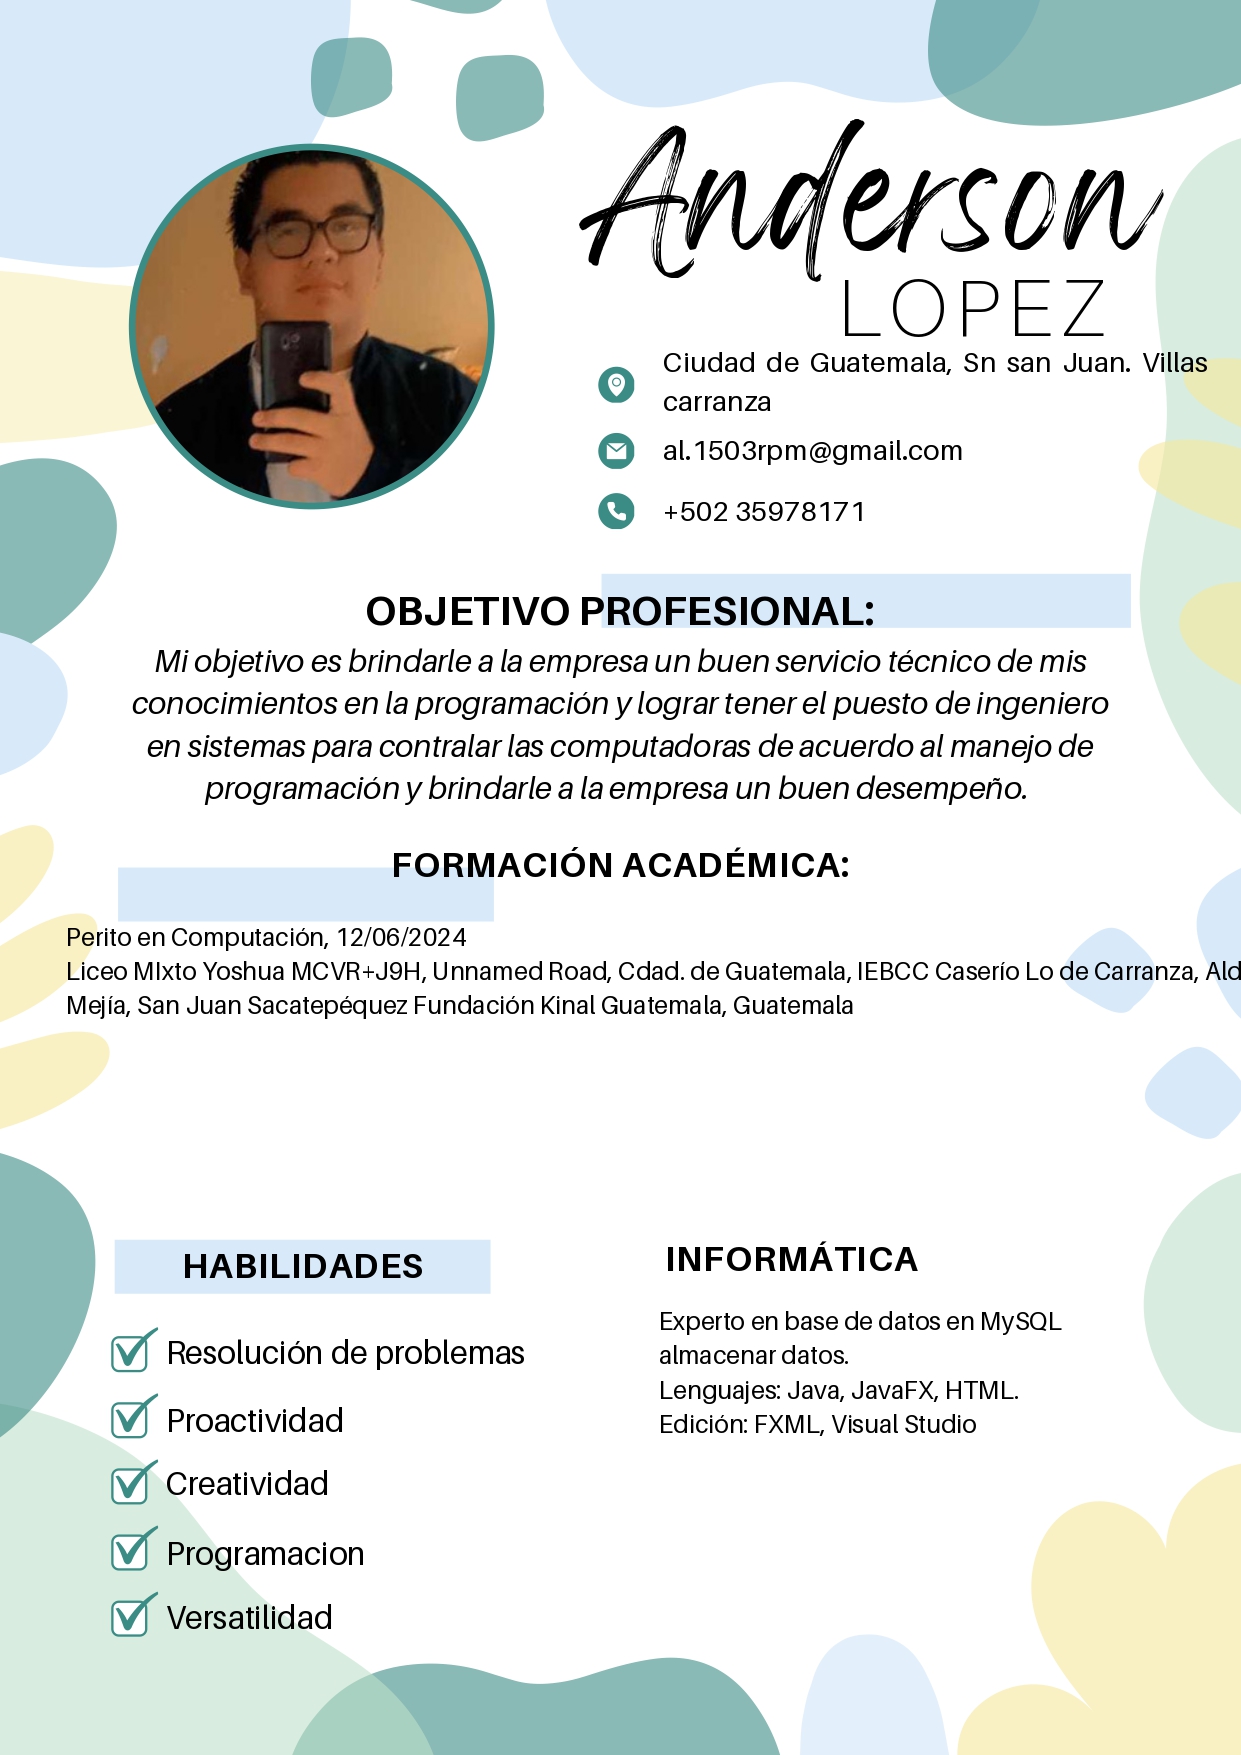 Anderson
LOPEZ
Ciudad de Guatemala, Sn san Juan. Villas
carranza
al.1503rpm@gmail.com
+502 35978171
OBJETIVO PROFESIONAL:
Mi objetivo es brindarle a la empresa un buen servicio técnico de mis
conocimientos en la programación y lograr tener el puesto de ingeniero
en sistemas para contralar las computadoras de acuerdo al manejo de
programación y brindarle a la empresa un buen desempeño.
FORMACIÓN ACADÉMICA:
Perito en Computación, 12/06/2024
Liceo MIxto Yoshua MCVR+J9H, Unnamed Road, Cdad. de Guatemala, IEBCC Caserío Lo de Carranza, Ald
Mejía, San Juan Sacatepéquez Fundación Kinal Guatemala, Guatemala
HABILIDADES
Resolución de problemas
Proactividad
Creatividad
Programacion
Versatilidad
INFORMÁTICA
Experto en base de datos en MySQL
almacenar datos.
Lenguajes: Java, JavaFX, HTML.
Edición: FXML, Visual Studio